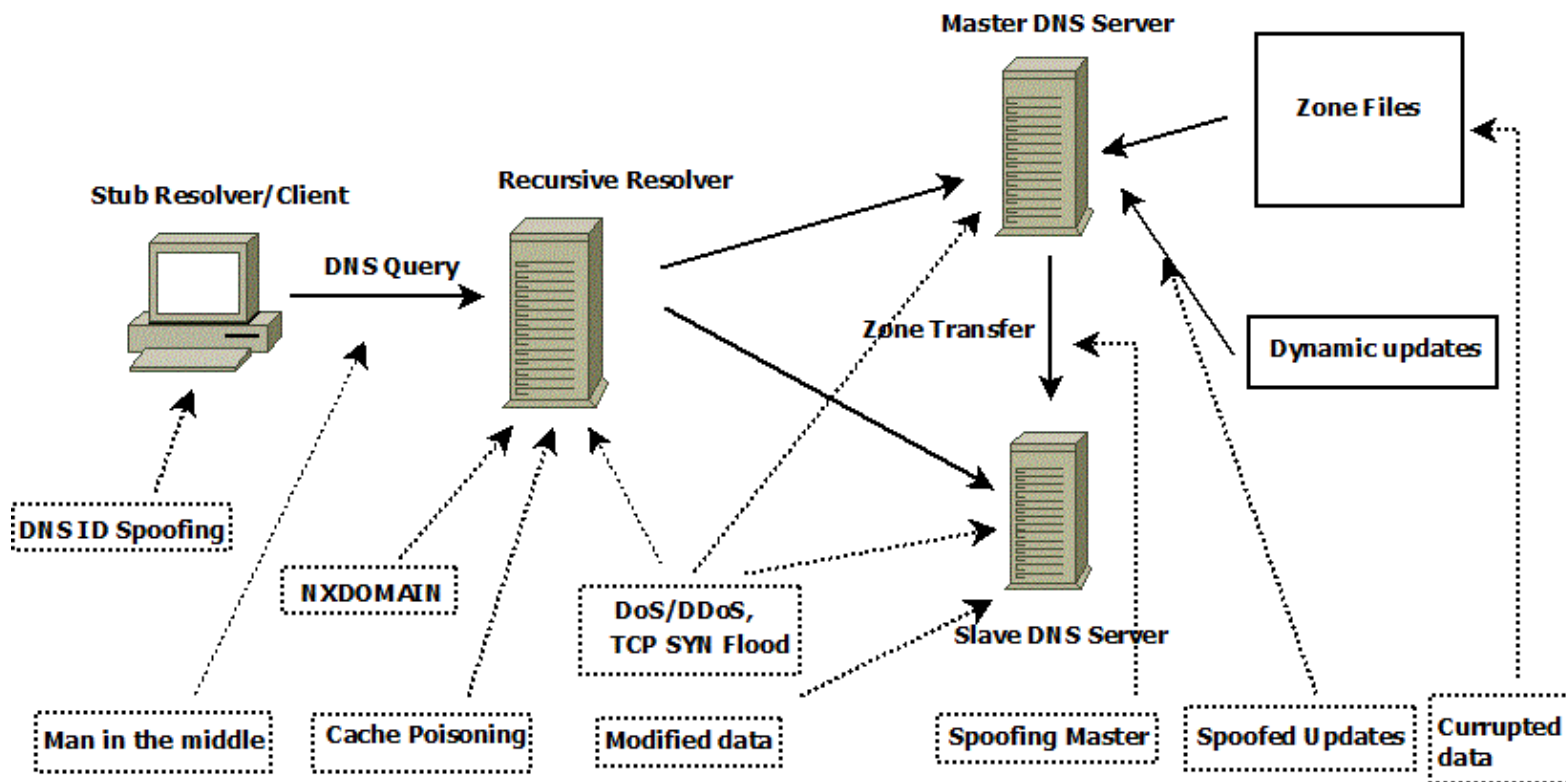 Master DNS Server
Zone Files
Recursive Resolver
Stub Resolver/Client
DNS Query
Zone Transfer
Dynamic updates
DNS ID Spoofing
NXDOMAIN
DoS/DDoS,
TCP SYN Flood
Slave DNS Server
Man in the middle
Cache Poisoning
Modified data
Spoofing Master
Spoofed Updates
Currupted
data